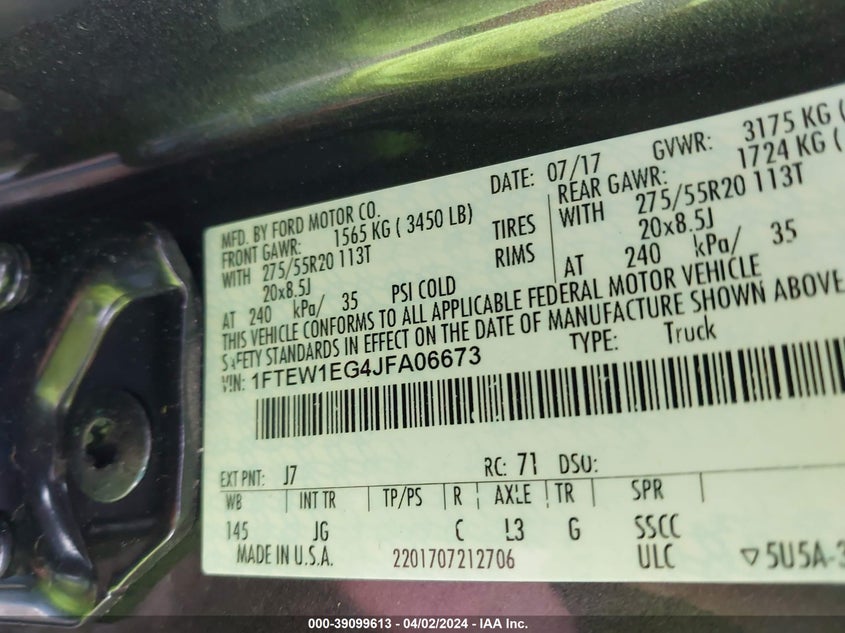 MFD. BY FORD MOTOR CO. DATE: 07/17 GVWR: 3175 KG (
FRONT GAWR: 1565 KG ( 3450 LB) REAR GAWR: 1724 KG (
WITH 275/55R20 113T TIRES WITH 275/55R20 113T
20x8.5J RIMS 20x8.5J
AT 240 kPa/ 35 PSI COLD AT 240 kPa/ 35
THIS VEHICLE CONFORMS TO ALL APPLICABLE FEDERAL MOTOR VEHICLE
SAFETY STANDARDS IN EFFECT ON THE DATE OF MANUFACTURE SHOWN ABOVE
VIN: 1FTEW1EG4JFA06673 TYPE: Truck
EXT PNT: J7 RC: 71 DSO:
WB INT TR TP/PS R AXLE TR SPR
145 JG C L3 G SSCC
MADE IN U.S.A. 2201707212706 ULC ▽5U5A-3
000-39099613 - 04/02/2024 - IAA Inc.